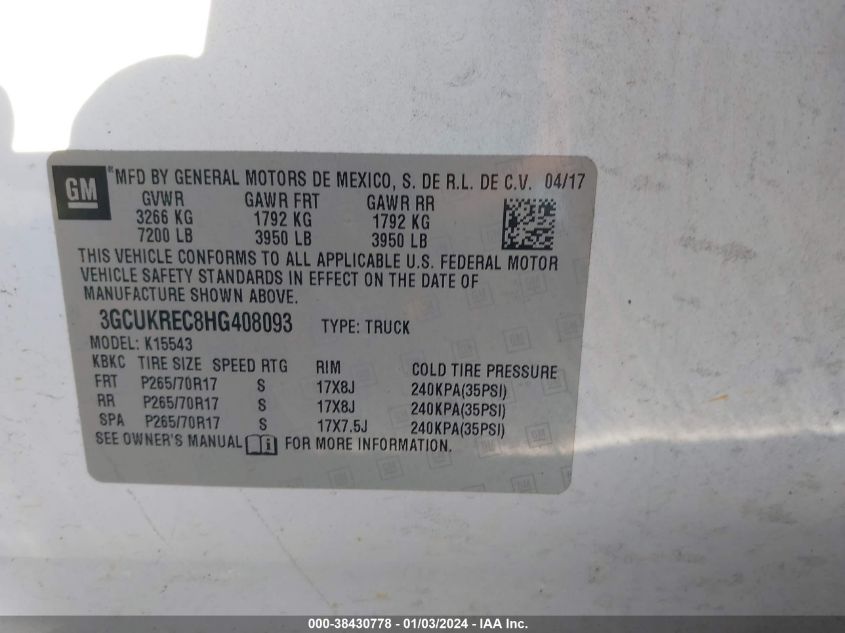 GM ® MFD BY GENERAL MOTORS DE MEXICO, S. DE R.L. DE C.V. 04/17
GVWR GAWR FRT GAWR RR
3266 KG 1792 KG 1792 KG
7200 LB 3950 LB 3950 LB
THIS VEHICLE CONFORMS TO ALL APPLICABLE U.S. FEDERAL MOTOR
VEHICLE SAFETY STANDARDS IN EFFECT ON THE DATE OF
MANUFACTURE SHOWN ABOVE.
3GCUKREC8HG408093 TYPE: TRUCK
MODEL: K15543
KBKC TIRE SIZE SPEED RTG RIM COLD TIRE PRESSURE
FRT P265/70R17 S 17X8J 240KPA(35PSI)
RR P265/70R17 S 17X8J 240KPA(35PSI)
SPA P265/70R17 S 17X7.5J 240KPA(35PSI)
SEE OWNER'S MANUAL FOR MORE INFORMATION.
000-38430778 - 01/03/2024 - IAA Inc.